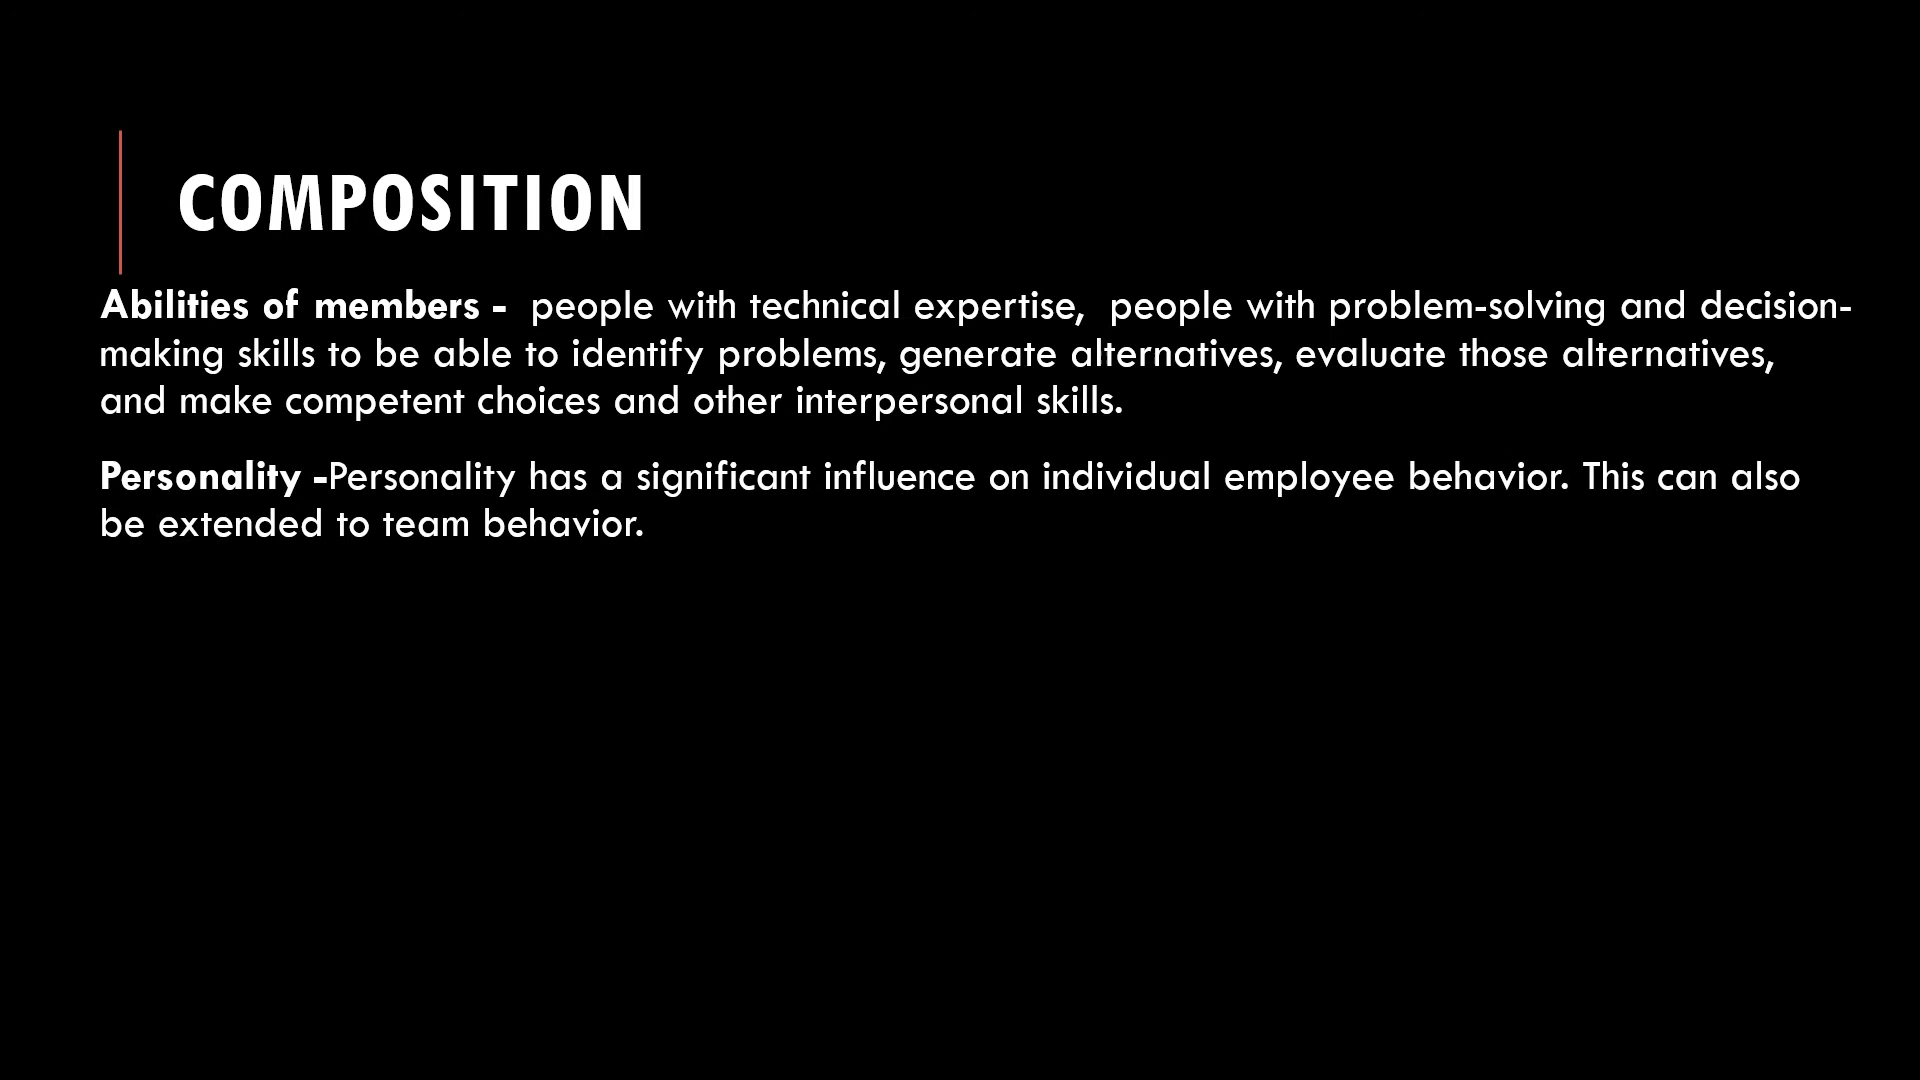 COMPOSITION
Abilities of members -  people with technical expertise,  people with problem-solving and decision-
making skills to be able to identify problems, generate alternatives, evaluate those alternatives,
and make competent choices and other interpersonal skills.
Personality -Personality has a significant influence on individual employee behavior. This can also
be extended to team behavior.